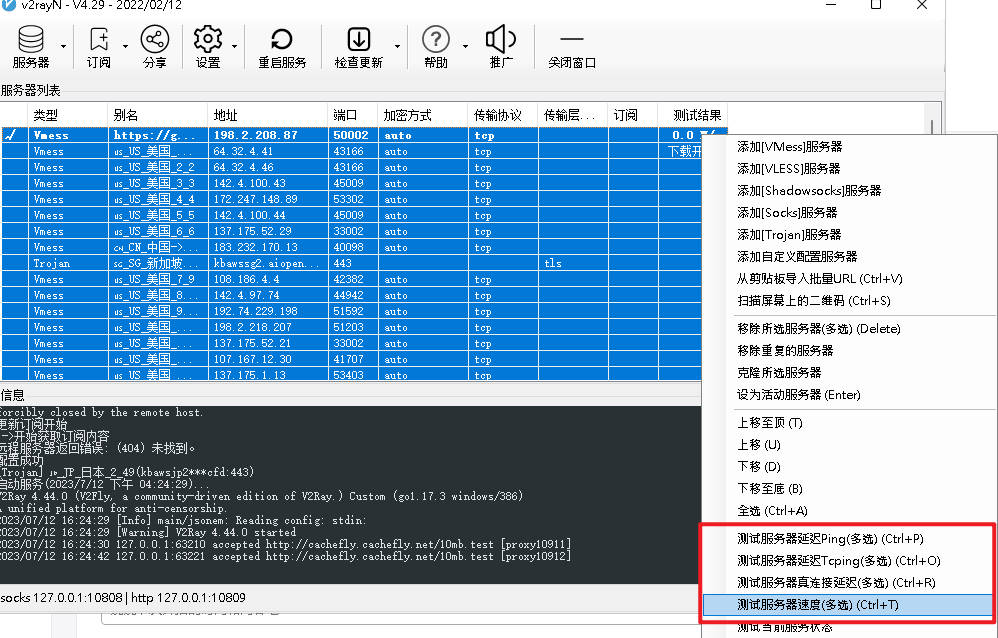 v2rayN - V4.29 - 2022/02/12
服务器 订阅 分享 设置 重启服务 检查更新 帮助 推广 关闭窗口
服务器列表
类型 别名 地址 端口 加密方式 传输协议 传输层... 订阅 测试结果
Vmess https://g... 198.2.208.87 50002 auto tcp 0.0
Vmess us_US_美国_... 64.32.4.41 43166 auto tcp 下载开
Vmess us_US_美国_2_2 64.32.4.46 43166 auto tcp
Vmess us_US_美国_3_3 142.4.100.43 45009 auto tcp
Vmess us_US_美国_4_4 172.247.148.89 53302 auto tcp
Vmess us_US_美国_5_5 142.4.100.44 45009 auto tcp
Vmess us_US_美国_6_6 137.175.52.29 33002 auto tcp
Vmess cN_CN_中国->... 183.232.170.13 40098 auto tcp
Trojan sG_SG_新加坡... kbawssg2.aiopen... 443 tls
Vmess us_US_美国_7_9 108.186.4.4 42382 auto tcp
Vmess us_US_美国_8... 142.4.97.74 44942 auto tcp
Vmess us_US_美国_9... 192.74.229.198 51592 auto tcp
Vmess us_US_美国_... 198.2.218.207 51203 auto tcp
Vmess us_US_美国_... 137.175.52.21 33002 auto tcp
Vmess us_US_美国_... 107.167.12.30 41707 auto tcp
Vmess us_US_美国_... 137.175.1.13 53403 auto tcp
信息
forcibly closed by the remote host.
更新订阅开始
->开始获取订阅内容
远程服务器返回错误: (404) 未找到。
配置成功
[Trojan] JP_JP_日本_2_49(kbawsjp2***cfd:443)
启动服务(2023/7/12 下午 04:24:29)...
V2Ray 4.44.0 (V2Fly, a community-driven edition of V2Ray.) Custom (go1.17.3 windows/386)
A unified platform for anti-censorship.
2023/07/12 16:24:29 [Info] main/jsonem: Reading config: stdin:
2023/07/12 16:24:29 [Warning] V2Ray 4.44.0 started
2023/07/12 16:24:30 127.0.0.1:63210 accepted http://cachefly.cachefly.net/10mb.test [proxy10911]
2023/07/12 16:24:42 127.0.0.1:63221 accepted http://cachefly.cachefly.net/10mb.test [proxy10912]
socks 127.0.0.1:10808 | http 127.0.0.1:10809
添加[VMess]服务器
添加[VLESS]服务器
添加[Shadowsocks]服务器
添加[Socks]服务器
添加[Trojan]服务器
添加自定义配置服务器
从剪贴板导入批量URL (Ctrl+V)
扫描屏幕上的二维码 (Ctrl+S)
移除所选服务器(多选) (Delete)
移除重复的服务器
克隆所选服务器
设为活动服务器 (Enter)
上移至顶 (T)
上移 (U)
下移 (D)
下移至底 (B)
全选 (Ctrl+A)
测试服务器延迟Ping(多选) (Ctrl+P)
测试服务器延迟Tcping(多选) (Ctrl+O)
测试服务器真连接延迟(多选) (Ctrl+R)
测试服务器速度(多选) (Ctrl+T)
测试当前服务状态